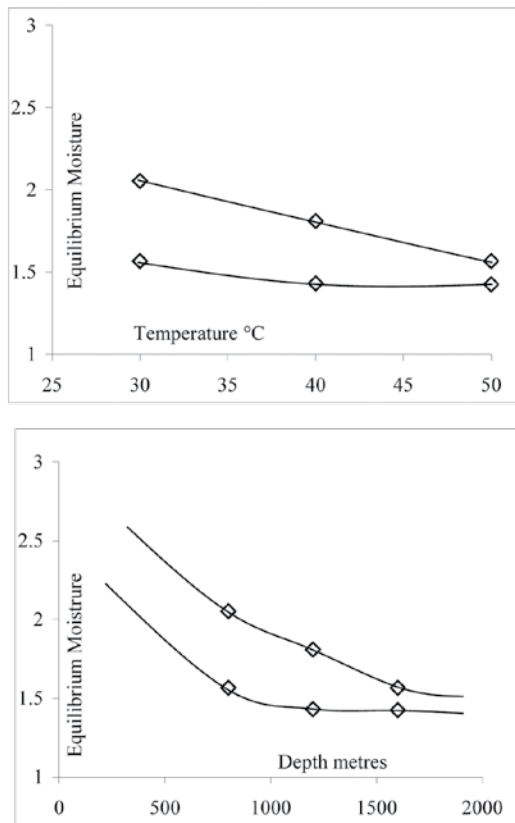 3
2.5
2
1.5
1
Equilibrium Moisture
Temperature °C
25 30 35 40 45 50
3
2.5
2
1.5
1
Equilibrium Moistrure
Depth metres
0 500 1000 1500 2000